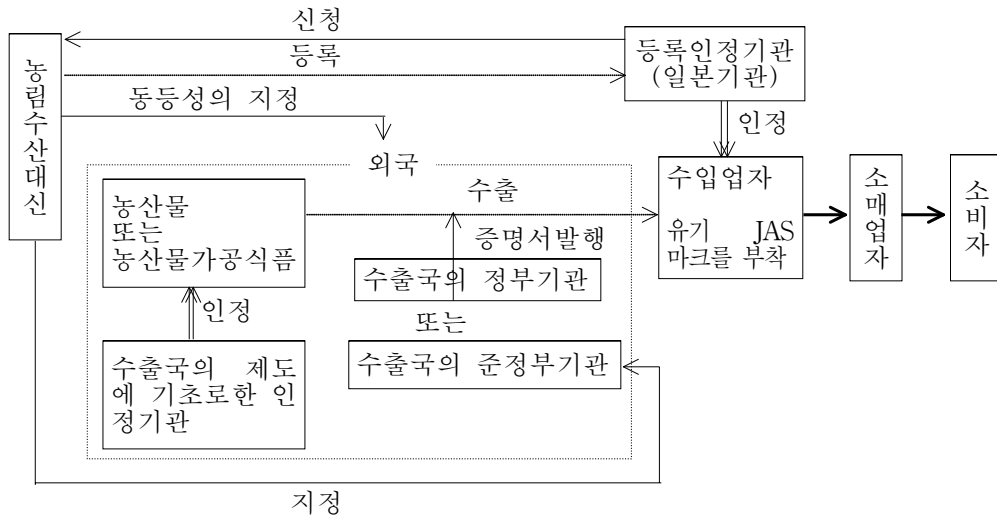 신청
등록
동등성의 지정
농림수산대신
등록인정기관
(일본기관)
인정
외국
농산물
또는
농산물가공식픔
수출
증명서발행
수출국의 정부기관
또는
수출국의 준정부기관
인정
수출국의 제도
에 기초로한 인
정기관
수입업자
유기 JAS
마크를 부착
소매업자
소비자
지정